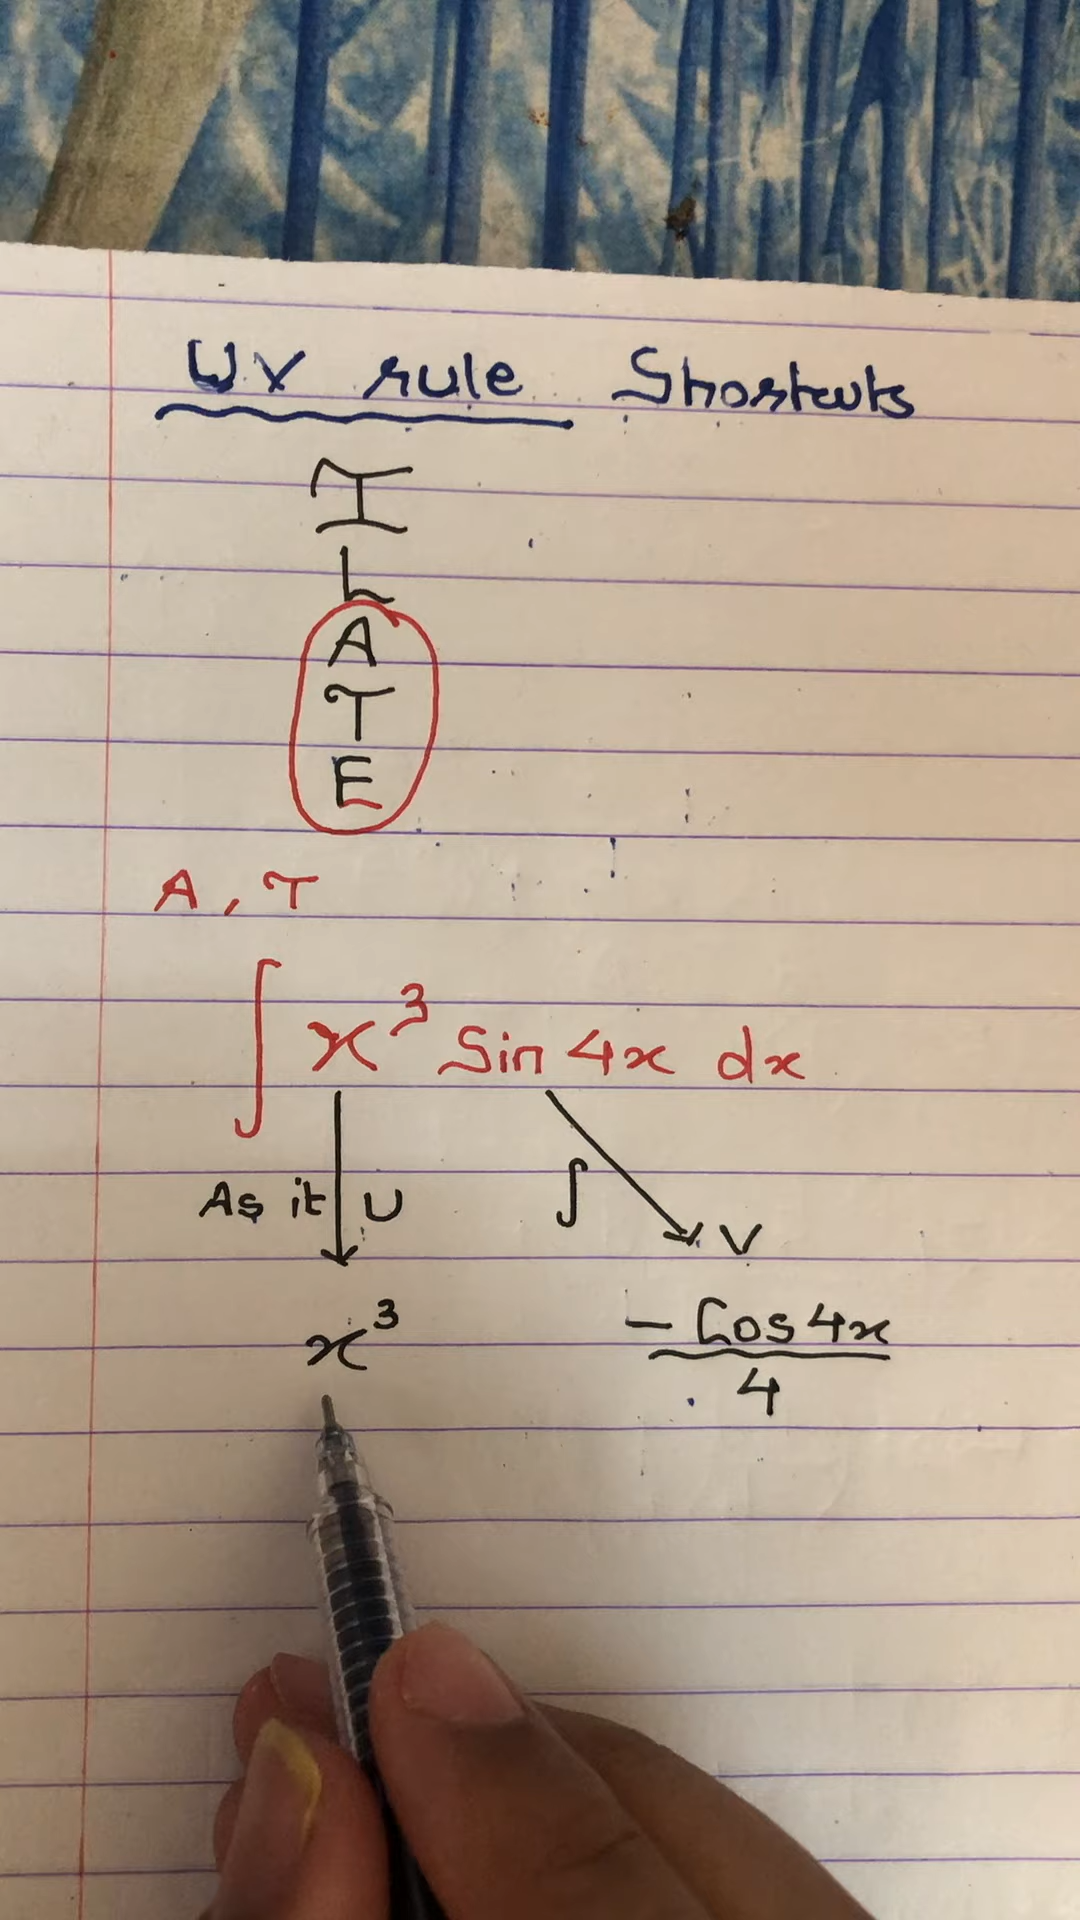 UV rule Shortcuts
I
L
A
T
E
A, T
∫ x³ Sin 4x dx
As it U ∫ V
x³ - Cos 4x / 4